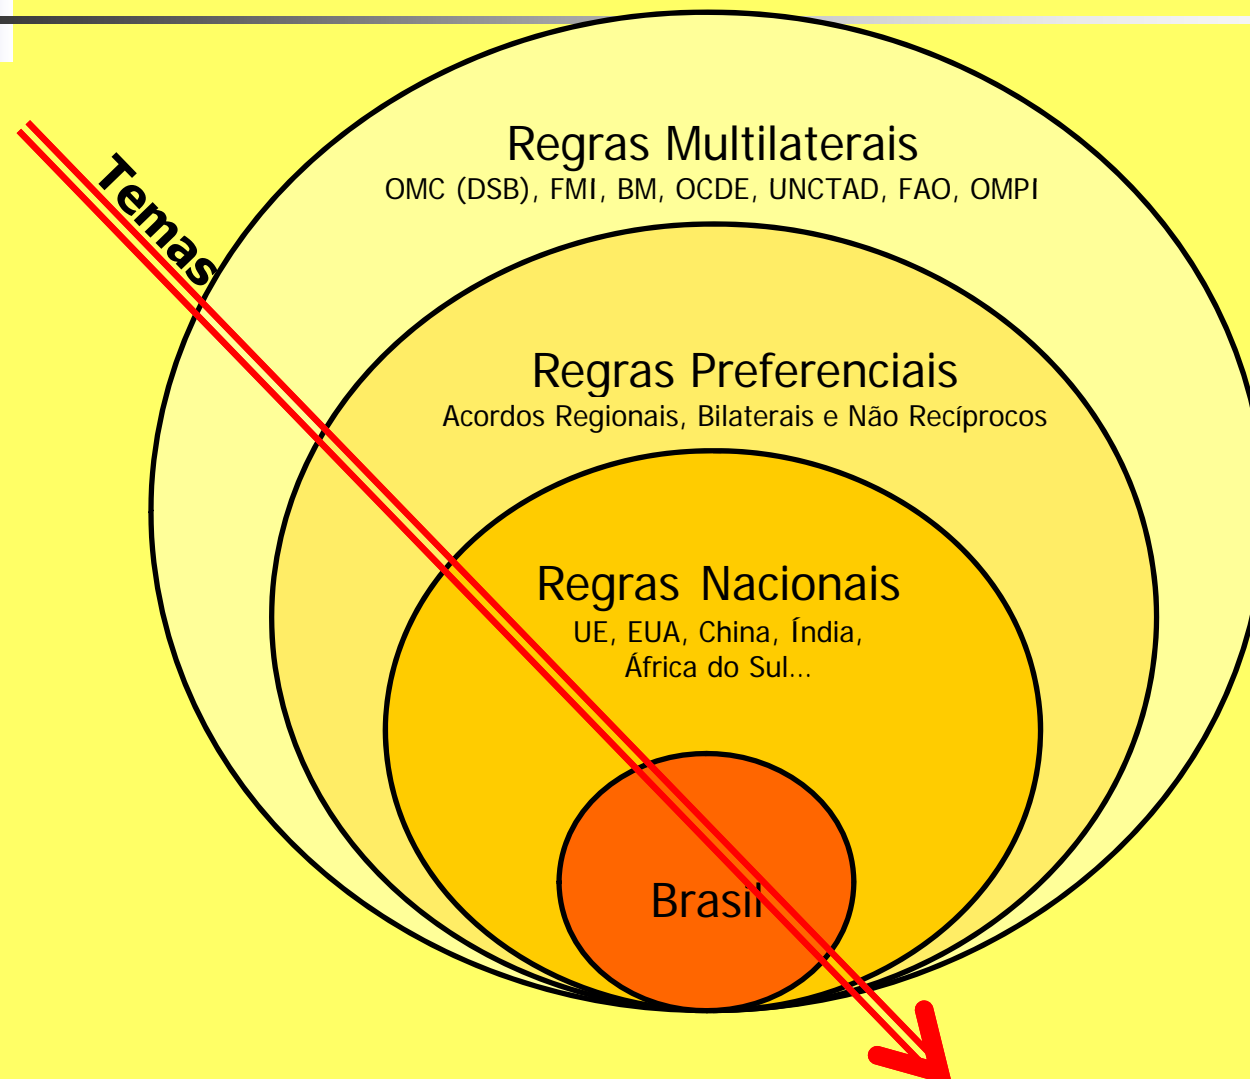 Temas
Regras Multilaterais
OMC (DSB), FMI, BM, OCDE, UNCTAD, FAO, OMPI
Regras Preferenciais
Acordos Regionais, Bilaterais e Não Recíprocos
Regras Nacionais
UE, EUA, China, Índia,
África do Sul...
Brasil